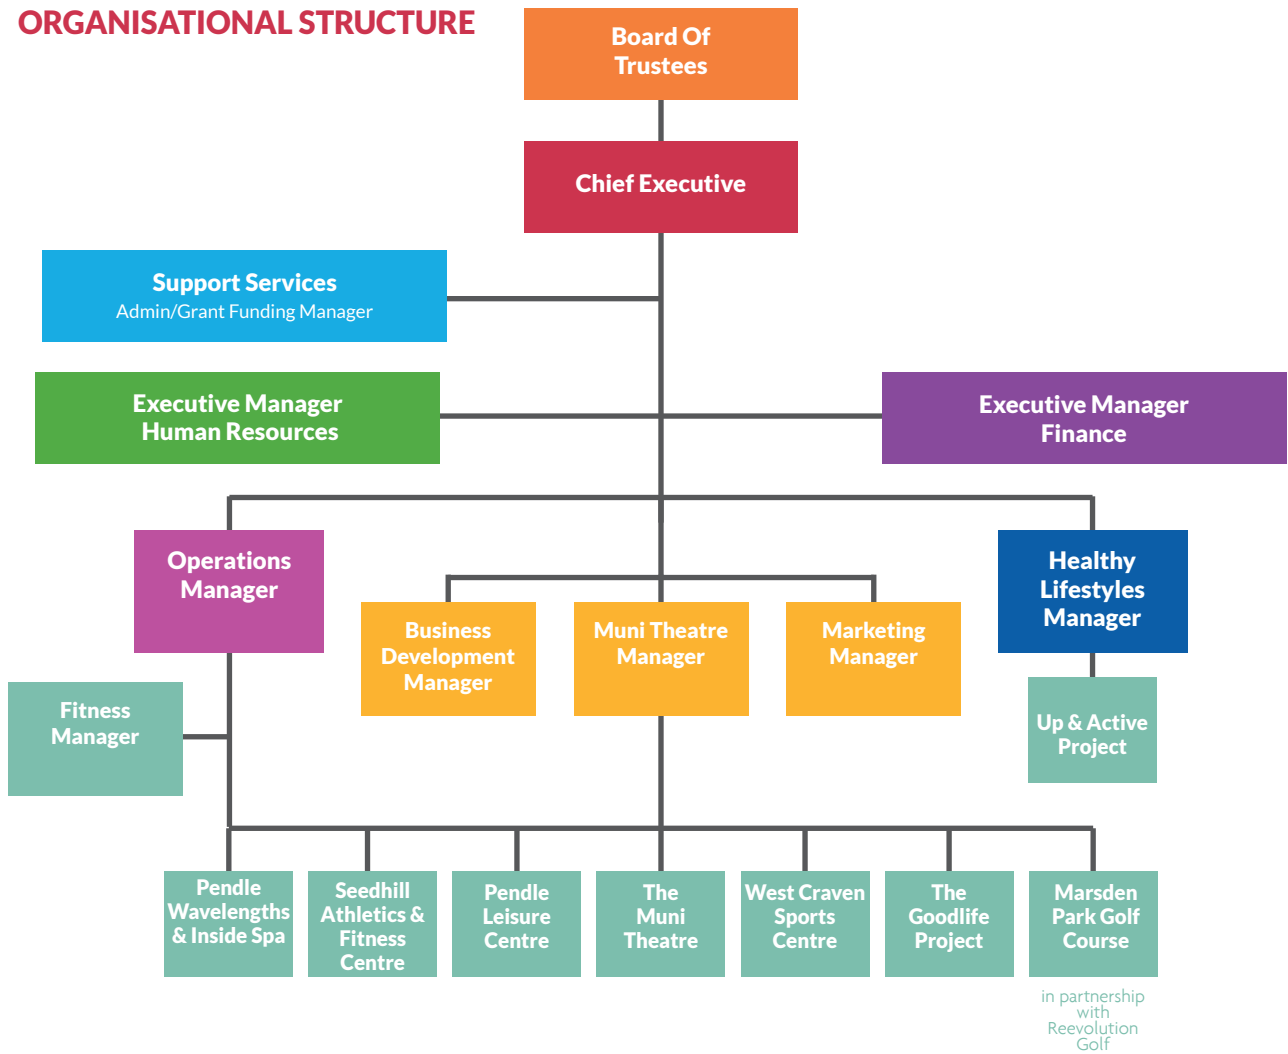 ORGANISATIONAL STRUCTURE
Board Of
Trustees
Chief Executive
Support Services
Admin/Grant Funding Manager
Executive Manager
Human Resources
Executive Manager
Finance
Operations
Manager
Healthy
Lifestyles
Manager
Business
Development
Manager
Muni Theatre
Manager
Marketing
Manager
Fitness
Manager
Up & Active
Project
Pendle
Wavelengths
& Inside Spa
Seedhill
Athletics &
Fitness
Centre
Pendle
Leisure
Centre
The
Muni
Theatre
West Craven
Sports
Centre
The
Goodlife
Project
Marsden
Park Golf
Course
in partnership
with
Reevolution
Golf